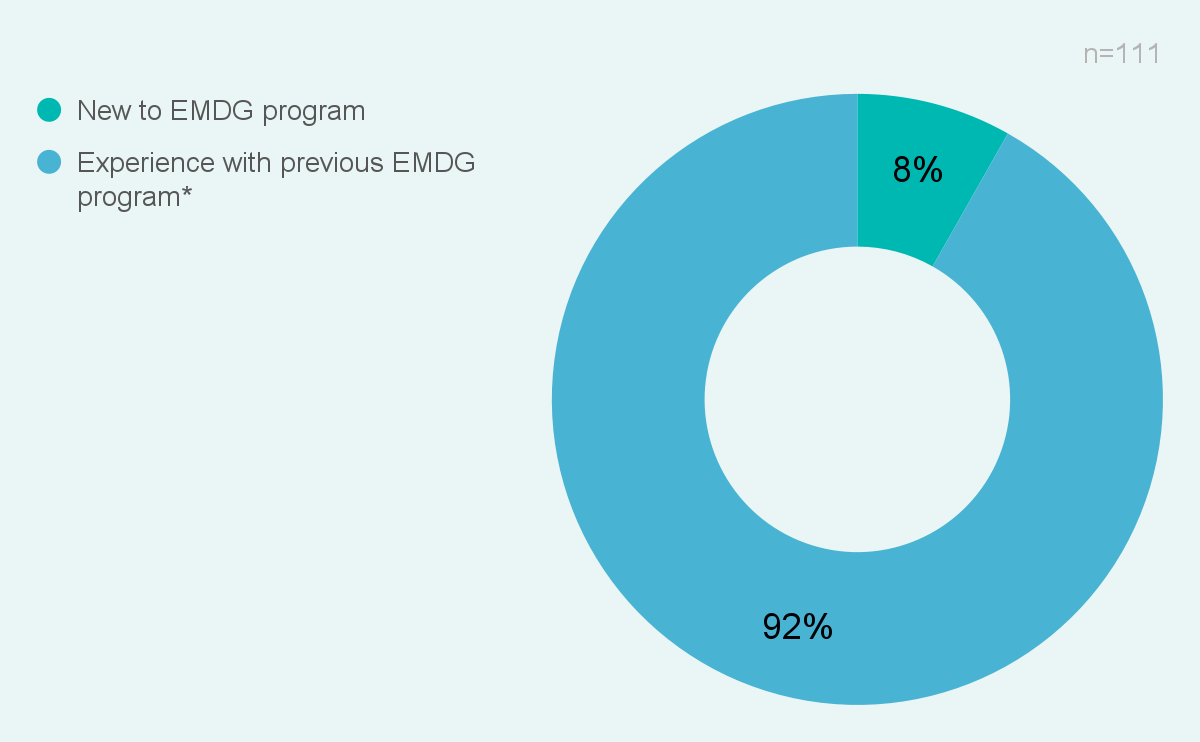 n=111
New to EMDG program
Experience with previous EMDG
program*
8%
92%